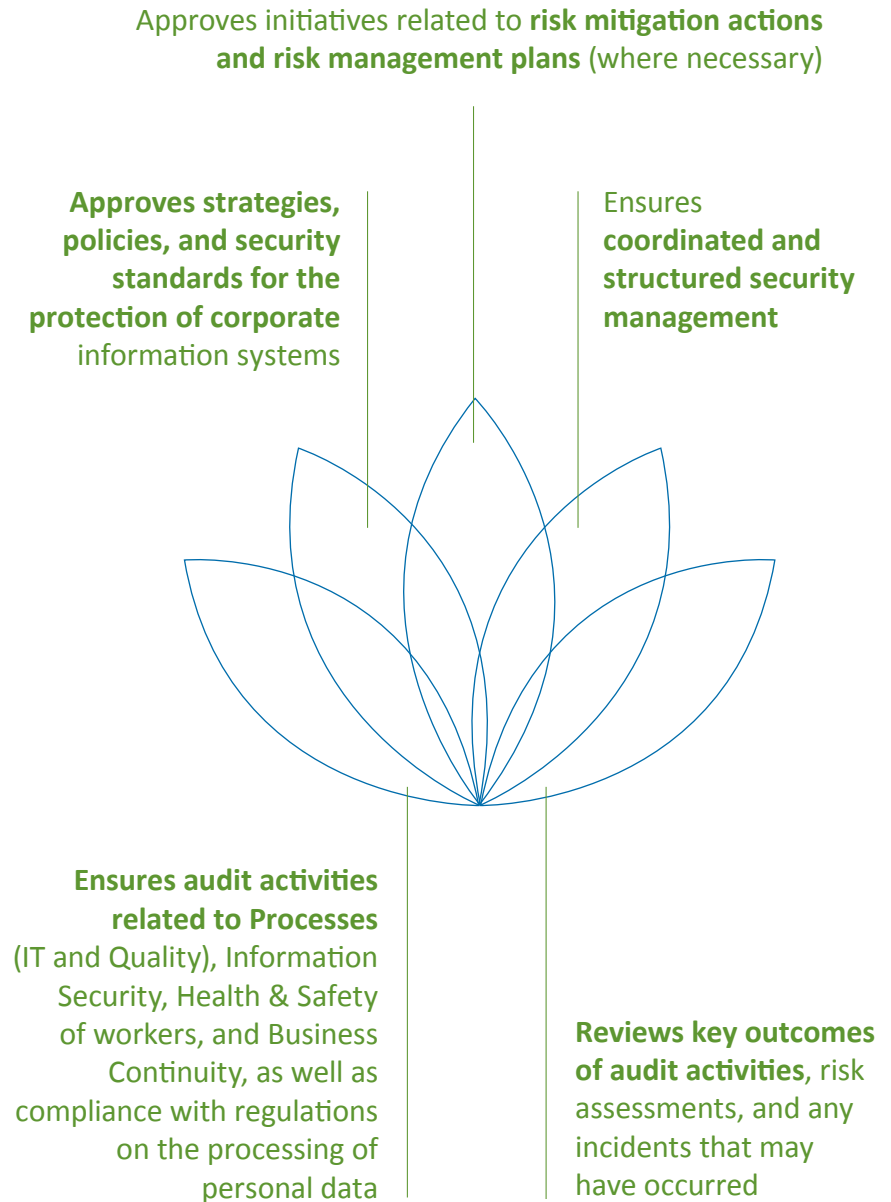 Approves initiatives related to risk mitigation actions
and risk management plans (where necessary)
Approves strategies,
policies, and security
standards for the
protection of corporate
information systems
Ensures
coordinated and
structured security
management
Ensures audit activities
related to Processes
(IT and Quality), Information
Security, Health & Safety
of workers, and Business
Continuity, as well as
compliance with regulations
on the processing of
personal data
Reviews key outcomes
of audit activities, risk
assessments, and any
incidents that may
have occurred